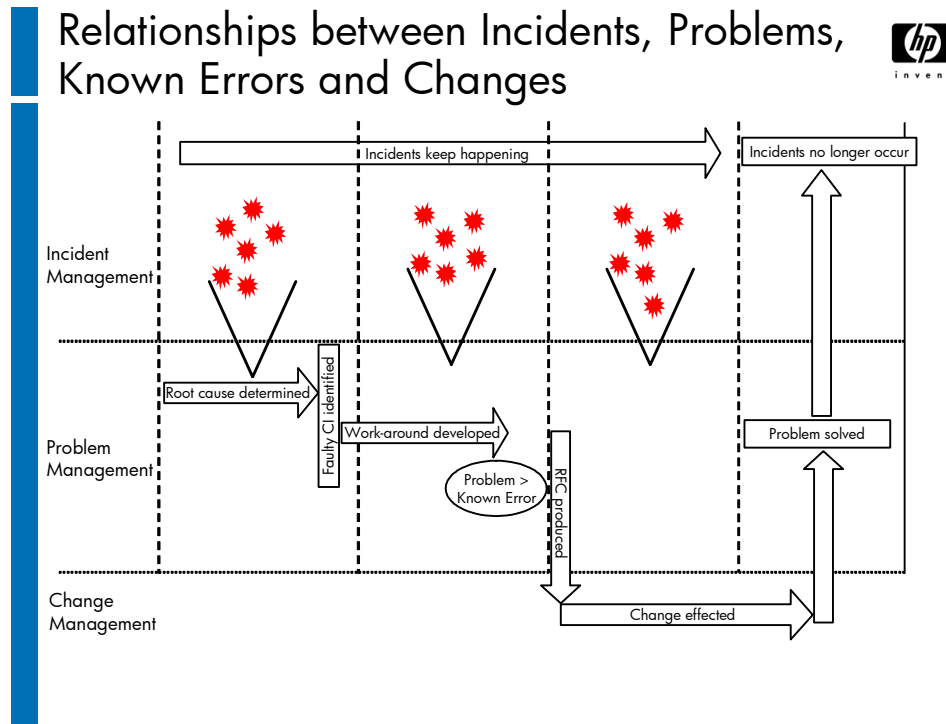 Relationships between Incidents, Problems,
Known Errors and Changes
hp
inven
Incidents keep happening
Incidents no longer occur
Incident
Management
Root cause determined
Faulty CI identified
Work-around developed
Problem solved
Problem
Management
Problem >
Known Error
RFC produced
Change
Management
Change effected